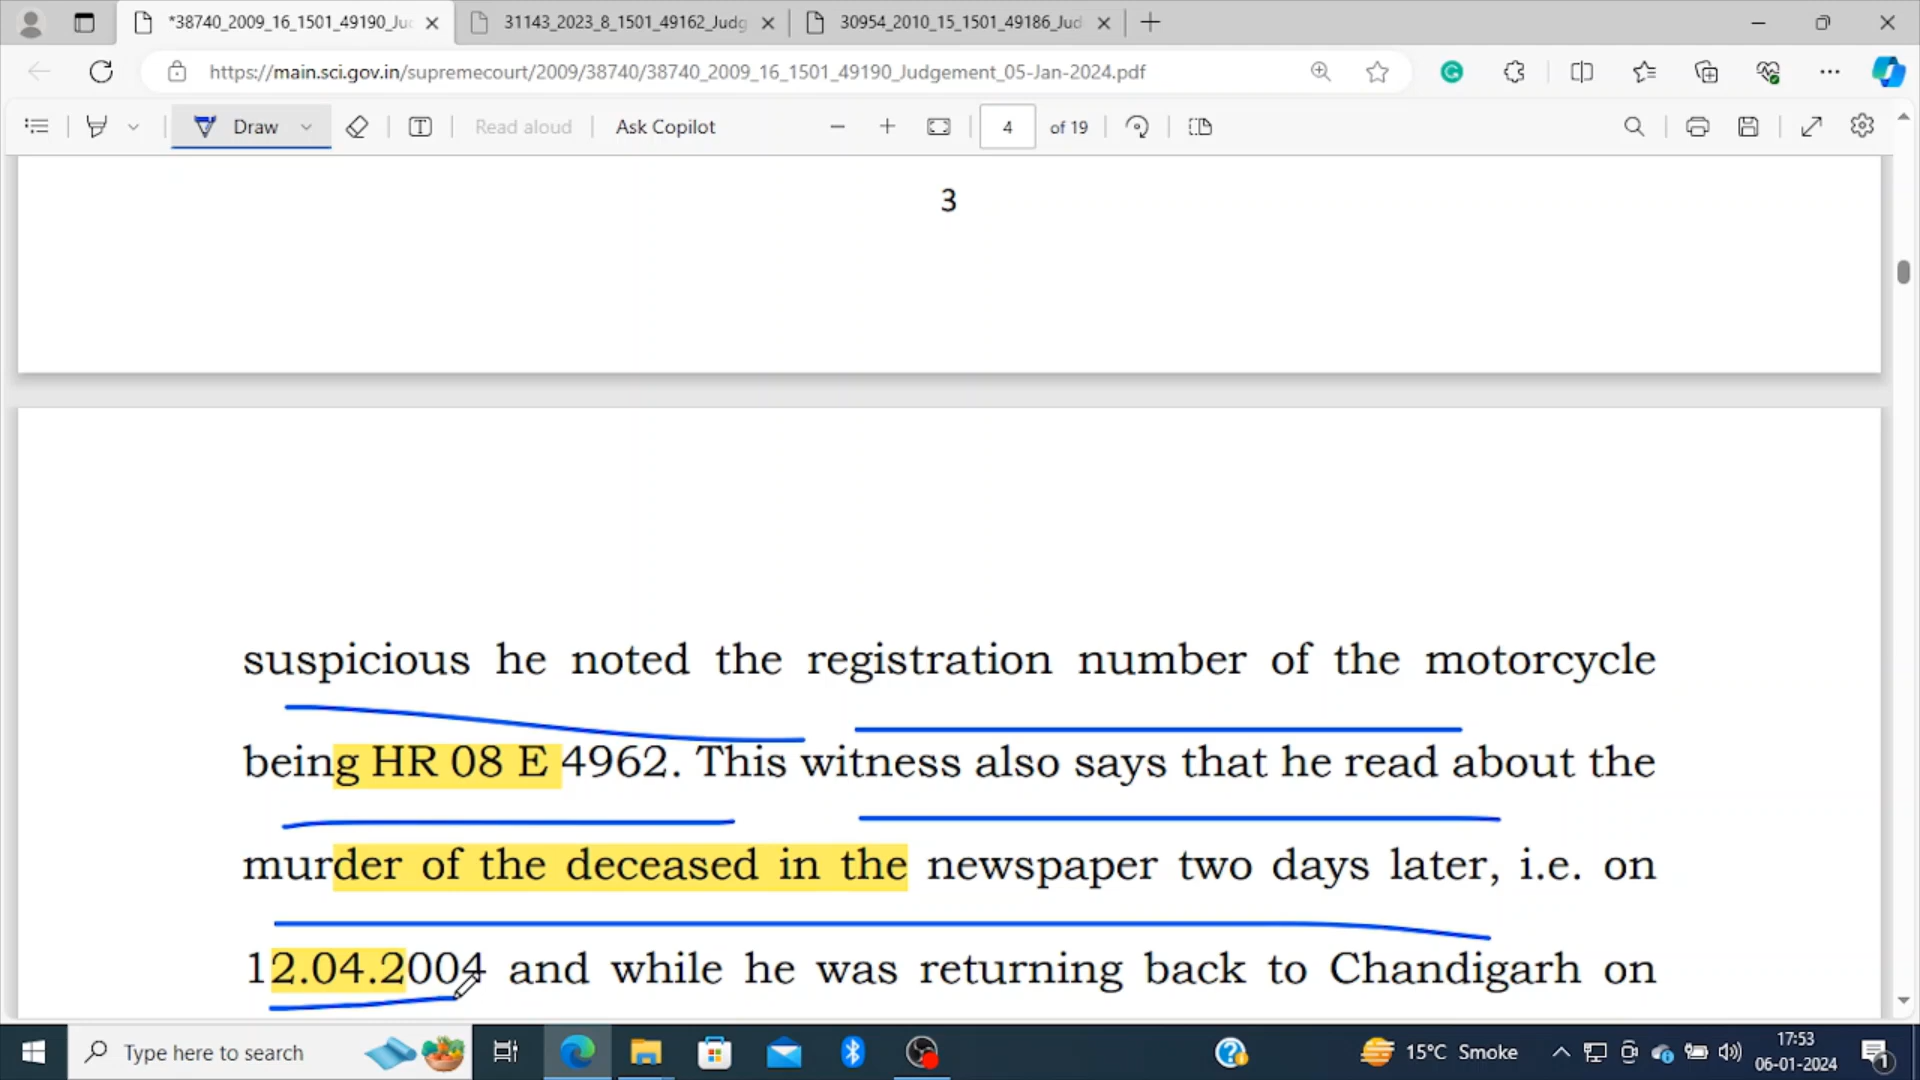 *38740_2009_16_1501_49190_Ju
31143_2023_8_1501_49162_Judg
30954_2010_15_1501_49186_Jud
https://main.sci.gov.in/supremecourt/2009/38740/38740_2009_16_1501_49190_Judgement_05-Jan-2024.pdf
Draw
Read aloud
Ask Copilot
4
of 19
3
suspicious he noted the registration number of the motorcycle
being HR 08 E 4962. This witness also says that he read about the
murder of the deceased in the newspaper two days later, i.e. on
12.04.2004 and while he was returning back to Chandigarh on
Type here to search
15°C Smoke
17:53
06-01-2024
1